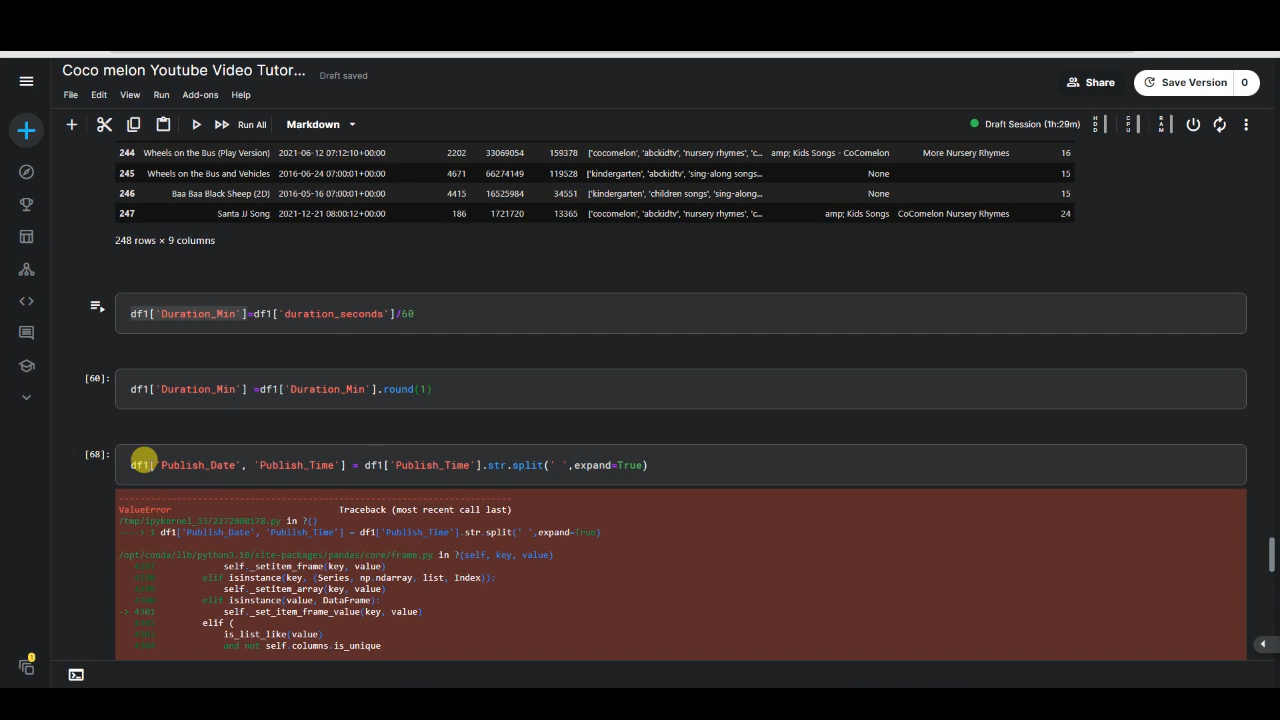 Coco melon Youtube Video Tutor... Draft saved
Share
Save Version 0
File Edit View Run Add-ons Help
Run All Markdown
Draft Session (1h:29m)
HDD CPU RAM
244 Wheels on the Bus (Play Version) 2021-06-12 07:12:10+00:00 2202 33069054 159378 ['cocomelon', 'abckidtv', 'nursery rhymes', 'c... amp; Kids Songs - CoComelon More Nursery Rhymes 16
245 Wheels on the Bus and Vehicles 2016-06-24 07:00:01+00:00 4671 66274149 119528 ['kindergarten', 'abckidtv', 'sing-along songs... None 15
246 Baa Baa Black Sheep (2D) 2016-05-16 07:00:01+00:00 4415 16525984 34551 ['kindergarten', 'children songs', 'sing-along... None 15
247 Santa JJ Song 2021-12-21 08:00:12+00:00 186 1721720 13365 ['cocomelon', 'abckidtv', 'nursery rhymes', 'c... amp; Kids Songs CoComelon Nursery Rhymes 24
248 rows × 9 columns
df1['Duration_Min']=df1['duration_seconds']/60
[60]: df1['Duration_Min'] =df1['Duration_Min'].round(1)
[68]: df1['Publish_Date', 'Publish_Time'] = df1['Publish_Time'].str.split(' ',expand=True)
---------------------------------------------------------------------------
ValueError Traceback (most recent call last)
/tmp/ipykernel_33/2272000178.py in ?()
----> 1 df1['Publish_Date', 'Publish_Time'] = df1['Publish_Time'].str.split(' ',expand=True)
/opt/conda/lib/python3.10/site-packages/pandas/core/frame.py in ?(self, key, value)
self._setitem_frame(key, value)
elif isinstance(key, (Series, np.ndarray, list, Index)):
self._setitem_array(key, value)
elif isinstance(value, DataFrame):
-> 4301 self._set_item_frame_value(key, value)
elif (
is_list_like(value)
and not self.columns.is_unique
1